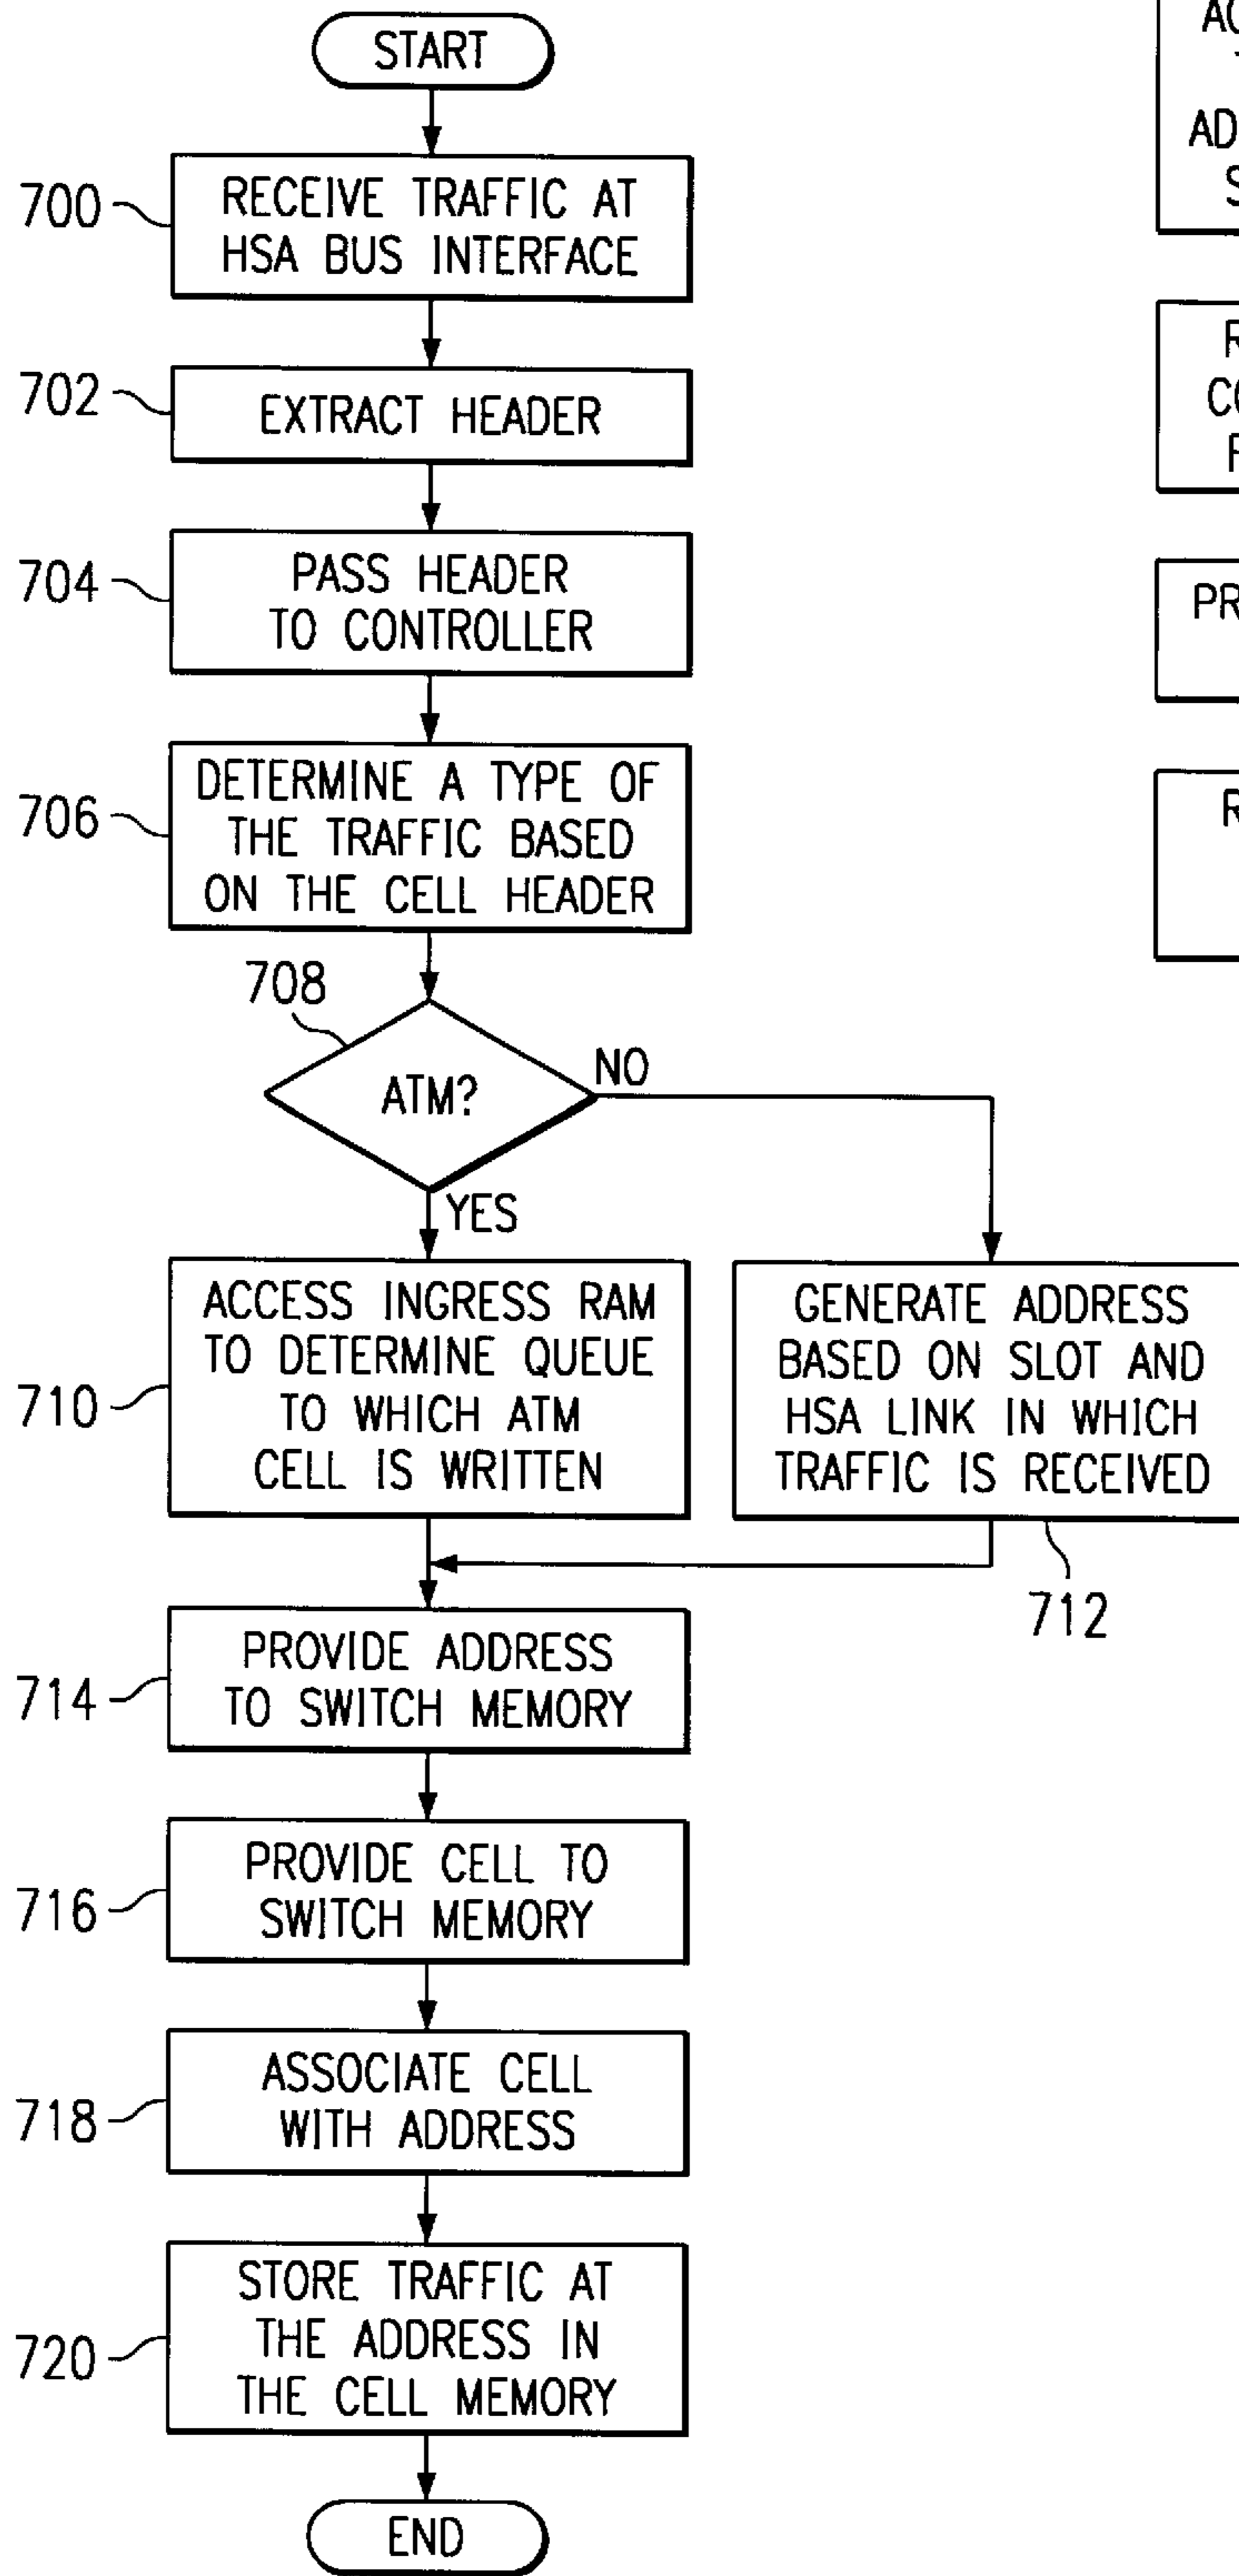 START
700
RECEIVE TRAFFIC AT
HSA BUS INTERFACE
702
EXTRACT HEADER
704
PASS HEADER
TO CONTROLLER
706
DETERMINE A TYPE OF
THE TRAFFIC BASED
ON THE CELL HEADER
708
ATM?
NO
YES
710
ACCESS INGRESS RAM
TO DETERMINE QUEUE
TO WHICH ATM
CELL IS WRITTEN
GENERATE ADDRESS
BASED ON SLOT AND
HSA LINK IN WHICH
TRAFFIC IS RECEIVED
712
714
PROVIDE ADDRESS
TO SWITCH MEMORY
716
PROVIDE CELL TO
SWITCH MEMORY
718
ASSOCIATE CELL
WITH ADDRESS
720
STORE TRAFFIC AT
THE ADDRESS IN
THE CELL MEMORY
END